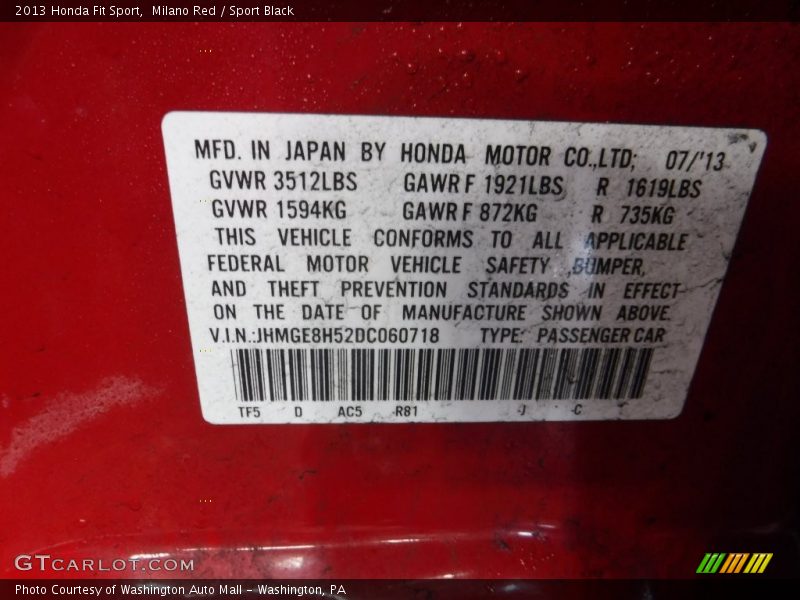 2013 Honda Fit Sport,  Milano Red / Sport Black
MFD. IN JAPAN BY HONDA MOTOR CO.,LTD; 07/'13
GVWR 3512LBS GAWR F 1921LBS R 1619LBS
GVWR 1594KG GAWR F 872KG R 735KG
THIS VEHICLE CONFORMS TO ALL APPLICABLE
FEDERAL MOTOR VEHICLE SAFETY ,BUMPER,
AND THEFT PREVENTION STANDARDS IN EFFECT
ON THE DATE OF MANUFACTURE SHOWN ABOVE.
V.I.N.:JHMGE8H52DC060718 TYPE: PASSENGER CAR
TF5 D AC5 R81 J C
GTCARLOT.COM
Photo Courtesy of Washington Auto Mall – Washington, PA